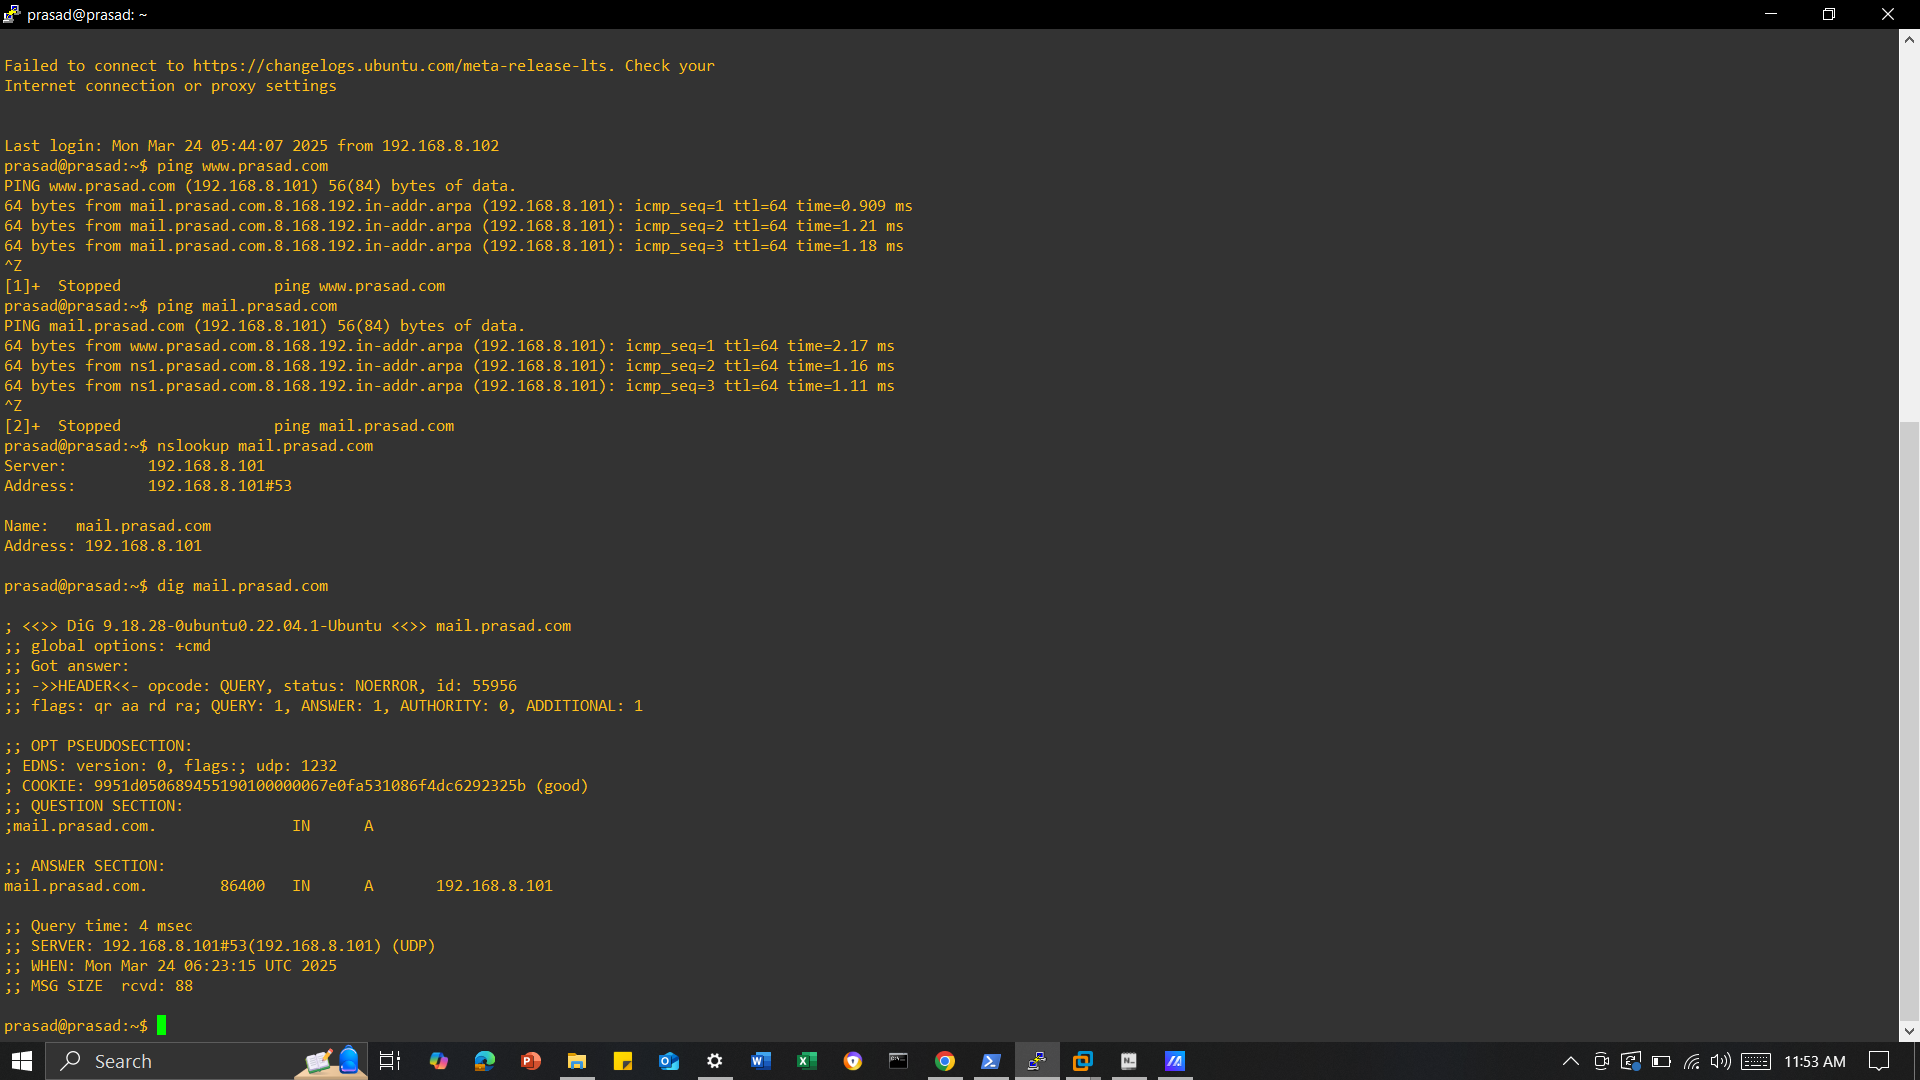 prasad@prasad: ~
Failed to connect to https://changelogs.ubuntu.com/meta-release-lts. Check your
Internet connection or proxy settings
Last login: Mon Mar 24 05:44:07 2025 from 192.168.8.102
prasad@prasad:~$ ping www.prasad.com
PING www.prasad.com (192.168.8.101) 56(84) bytes of data.
64 bytes from mail.prasad.com.8.168.192.in-addr.arpa (192.168.8.101): icmp_seq=1 ttl=64 time=0.909 ms
64 bytes from mail.prasad.com.8.168.192.in-addr.arpa (192.168.8.101): icmp_seq=2 ttl=64 time=1.21 ms
64 bytes from mail.prasad.com.8.168.192.in-addr.arpa (192.168.8.101): icmp_seq=3 ttl=64 time=1.18 ms
^Z
[1]+  Stopped                 ping www.prasad.com
prasad@prasad:~$ ping mail.prasad.com
PING mail.prasad.com (192.168.8.101) 56(84) bytes of data.
64 bytes from www.prasad.com.8.168.192.in-addr.arpa (192.168.8.101): icmp_seq=1 ttl=64 time=2.17 ms
64 bytes from ns1.prasad.com.8.168.192.in-addr.arpa (192.168.8.101): icmp_seq=2 ttl=64 time=1.16 ms
64 bytes from ns1.prasad.com.8.168.192.in-addr.arpa (192.168.8.101): icmp_seq=3 ttl=64 time=1.11 ms
^Z
[2]+  Stopped                 ping mail.prasad.com
prasad@prasad:~$ nslookup mail.prasad.com
Server:         192.168.8.101
Address:        192.168.8.101#53
Name:   mail.prasad.com
Address: 192.168.8.101
prasad@prasad:~$ dig mail.prasad.com
; <<>> DiG 9.18.28-0ubuntu0.22.04.1-Ubuntu <<>> mail.prasad.com
;; global options: +cmd
;; Got answer:
;; ->>HEADER<<- opcode: QUERY, status: NOERROR, id: 55956
;; flags: qr aa rd ra; QUERY: 1, ANSWER: 1, AUTHORITY: 0, ADDITIONAL: 1
;; OPT PSEUDOSECTION:
; EDNS: version: 0, flags:; udp: 1232
; COOKIE: 9951d050689455190100000067e0fa531086f4dc6292325b (good)
;; QUESTION SECTION:
;mail.prasad.com.               IN      A
;; ANSWER SECTION:
mail.prasad.com.        86400   IN      A       192.168.8.101
;; Query time: 4 msec
;; SERVER: 192.168.8.101#53(192.168.8.101) (UDP)
;; WHEN: Mon Mar 24 06:23:15 UTC 2025
;; MSG SIZE  rcvd: 88
prasad@prasad:~$
Search
11:53 AM